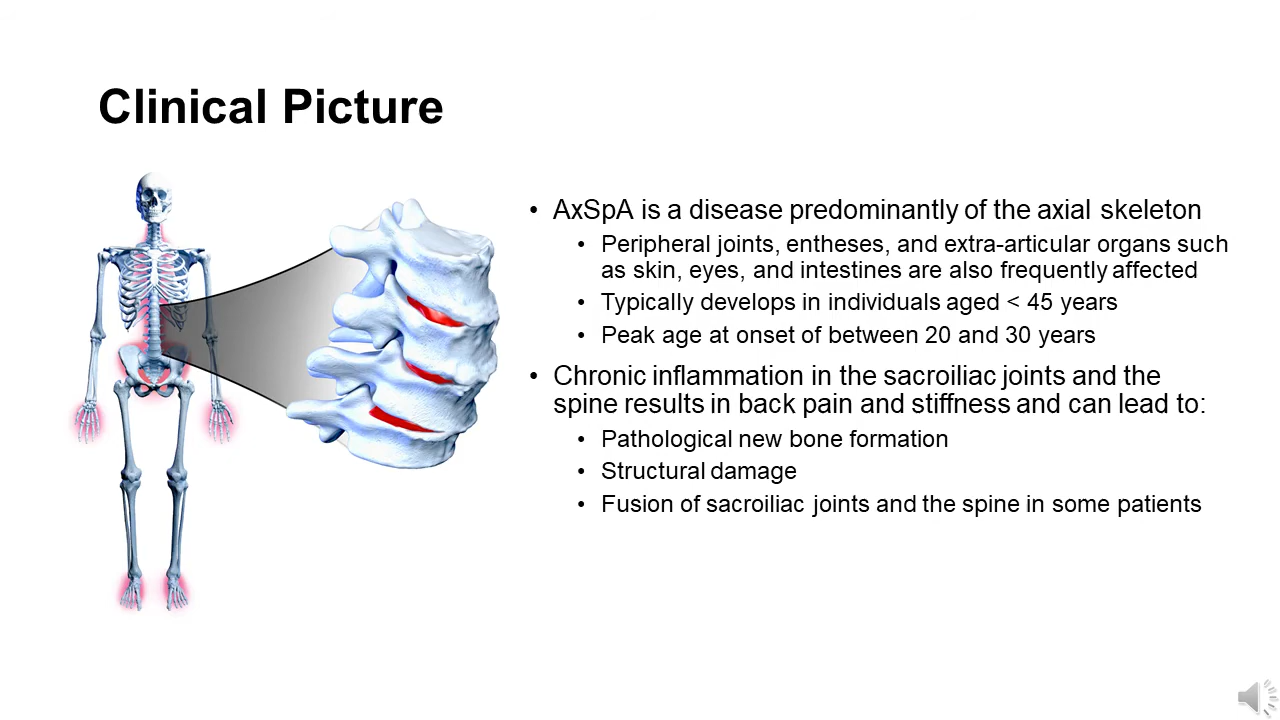 Clinical Picture
• AxSpA is a disease predominantly of the axial skeleton
• Peripheral joints, entheses, and extra-articular organs such
as skin, eyes, and intestines are also frequently affected
• Typically develops in individuals aged < 45 years
• Peak age at onset of between 20 and 30 years
• Chronic inflammation in the sacroiliac joints and the
spine results in back pain and stiffness and can lead to:
• Pathological new bone formation
• Structural damage
• Fusion of sacroiliac joints and the spine in some patients